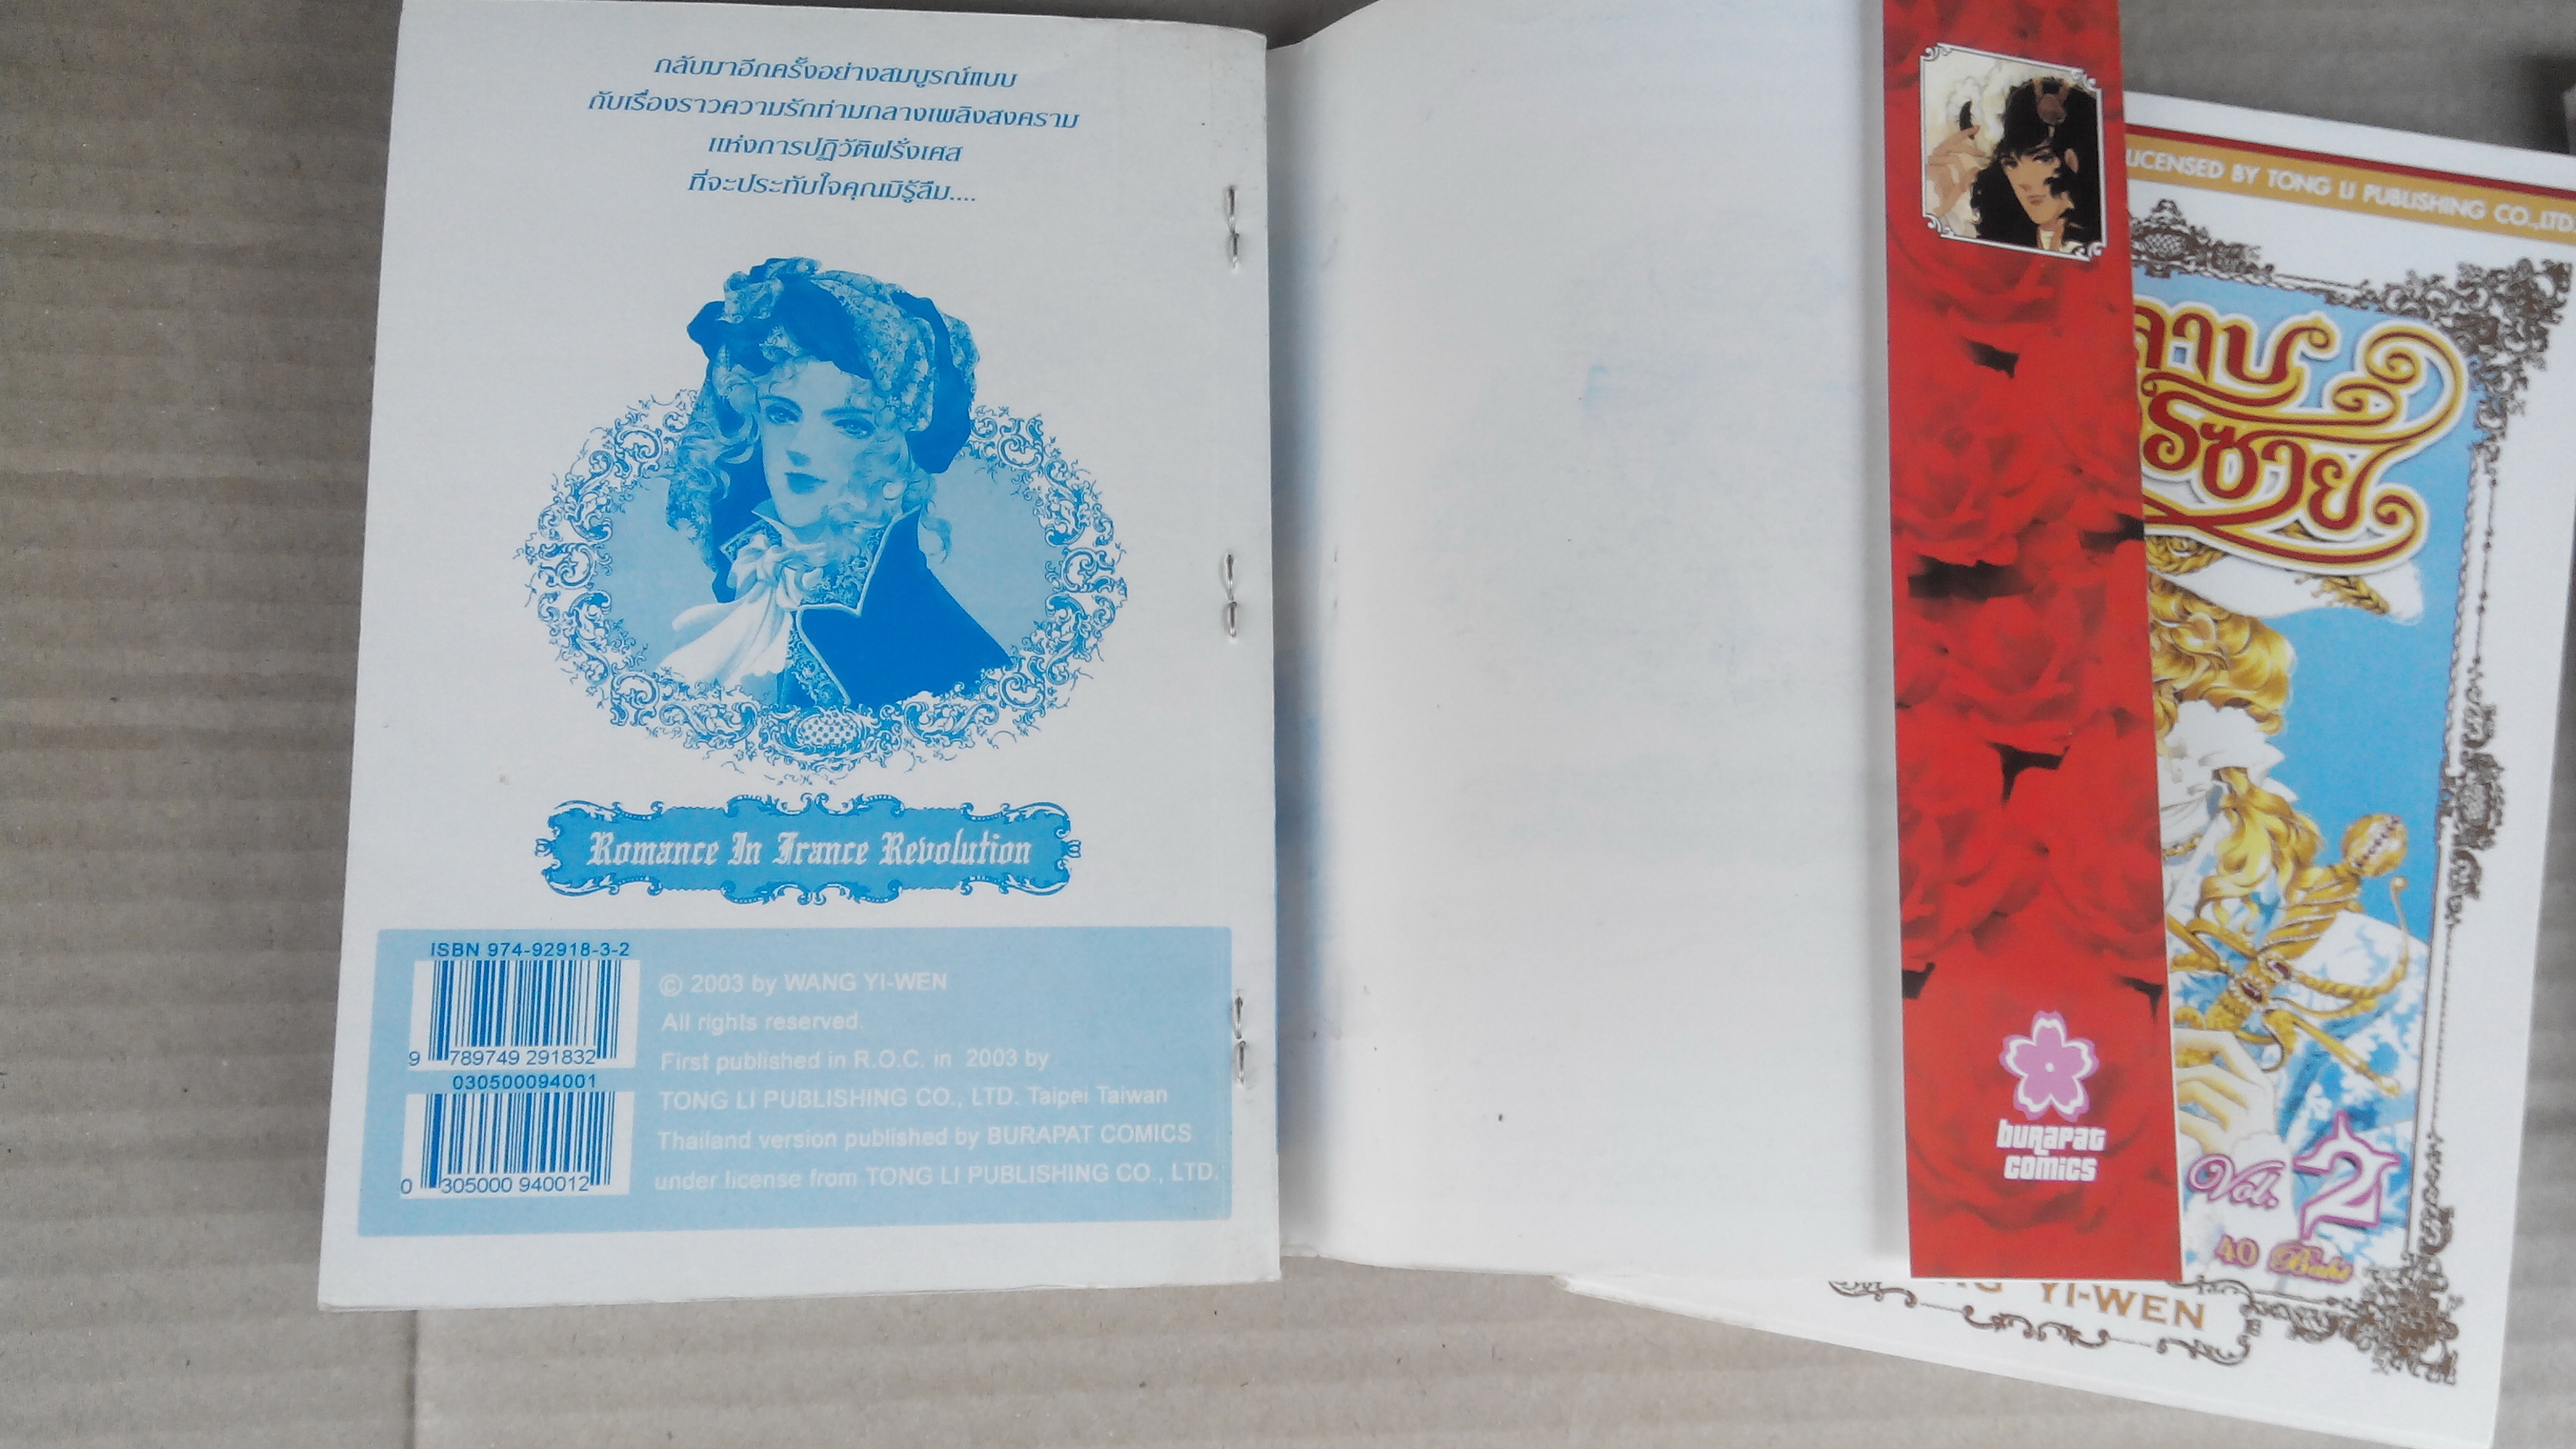 กลับมาอีกครั้งอย่างสมบูรณ์แบบ
กับเรื่องราวความรักท่ามกลางเพลิงสงคราม
แห่งการปฏิวัติฝรั่งเศส
ที่จะประทับใจคุณมิรู้ลืม....
Romance In France Revolution
ISBN 974-92918-3-2
9 789749 291832
030500094001
0 305000 940012
© 2003 by WANG YI-WEN
All rights reserved.
First published in R.O.C. in 2003 by
TONG LI PUBLISHING CO., LTD. Taipei Taiwan
Thailand version published by BURAPAT COMICS
under license from TONG LI PUBLISHING CO., LTD.
burapat
comics
LICENSED BY TONG LI PUBLISHING CO.,LTD.
ลาบ
รซาย
Vol. 2
40 Baht
YI-WEN